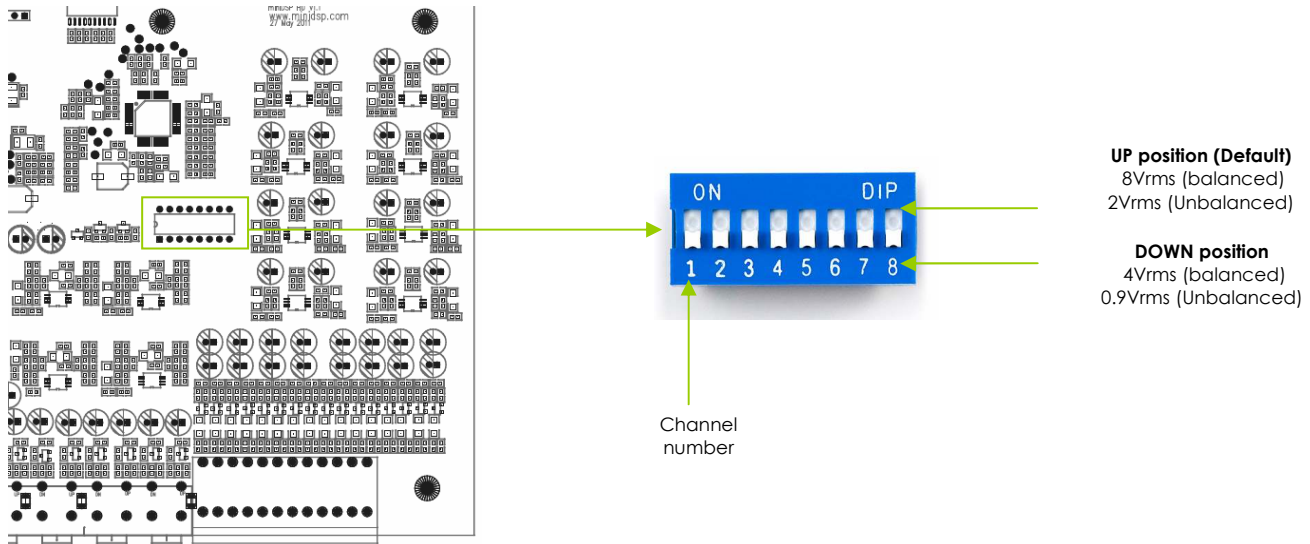 MiniDSP Rp V1.1
www.minidsp.com
27 May 2011
ON DIP
1 2 3 4 5 6 7 8
UP position (Default)
8Vrms (balanced)
2Vrms (Unbalanced)
DOWN position
4Vrms (balanced)
0.9Vrms (Unbalanced)
Channel
number